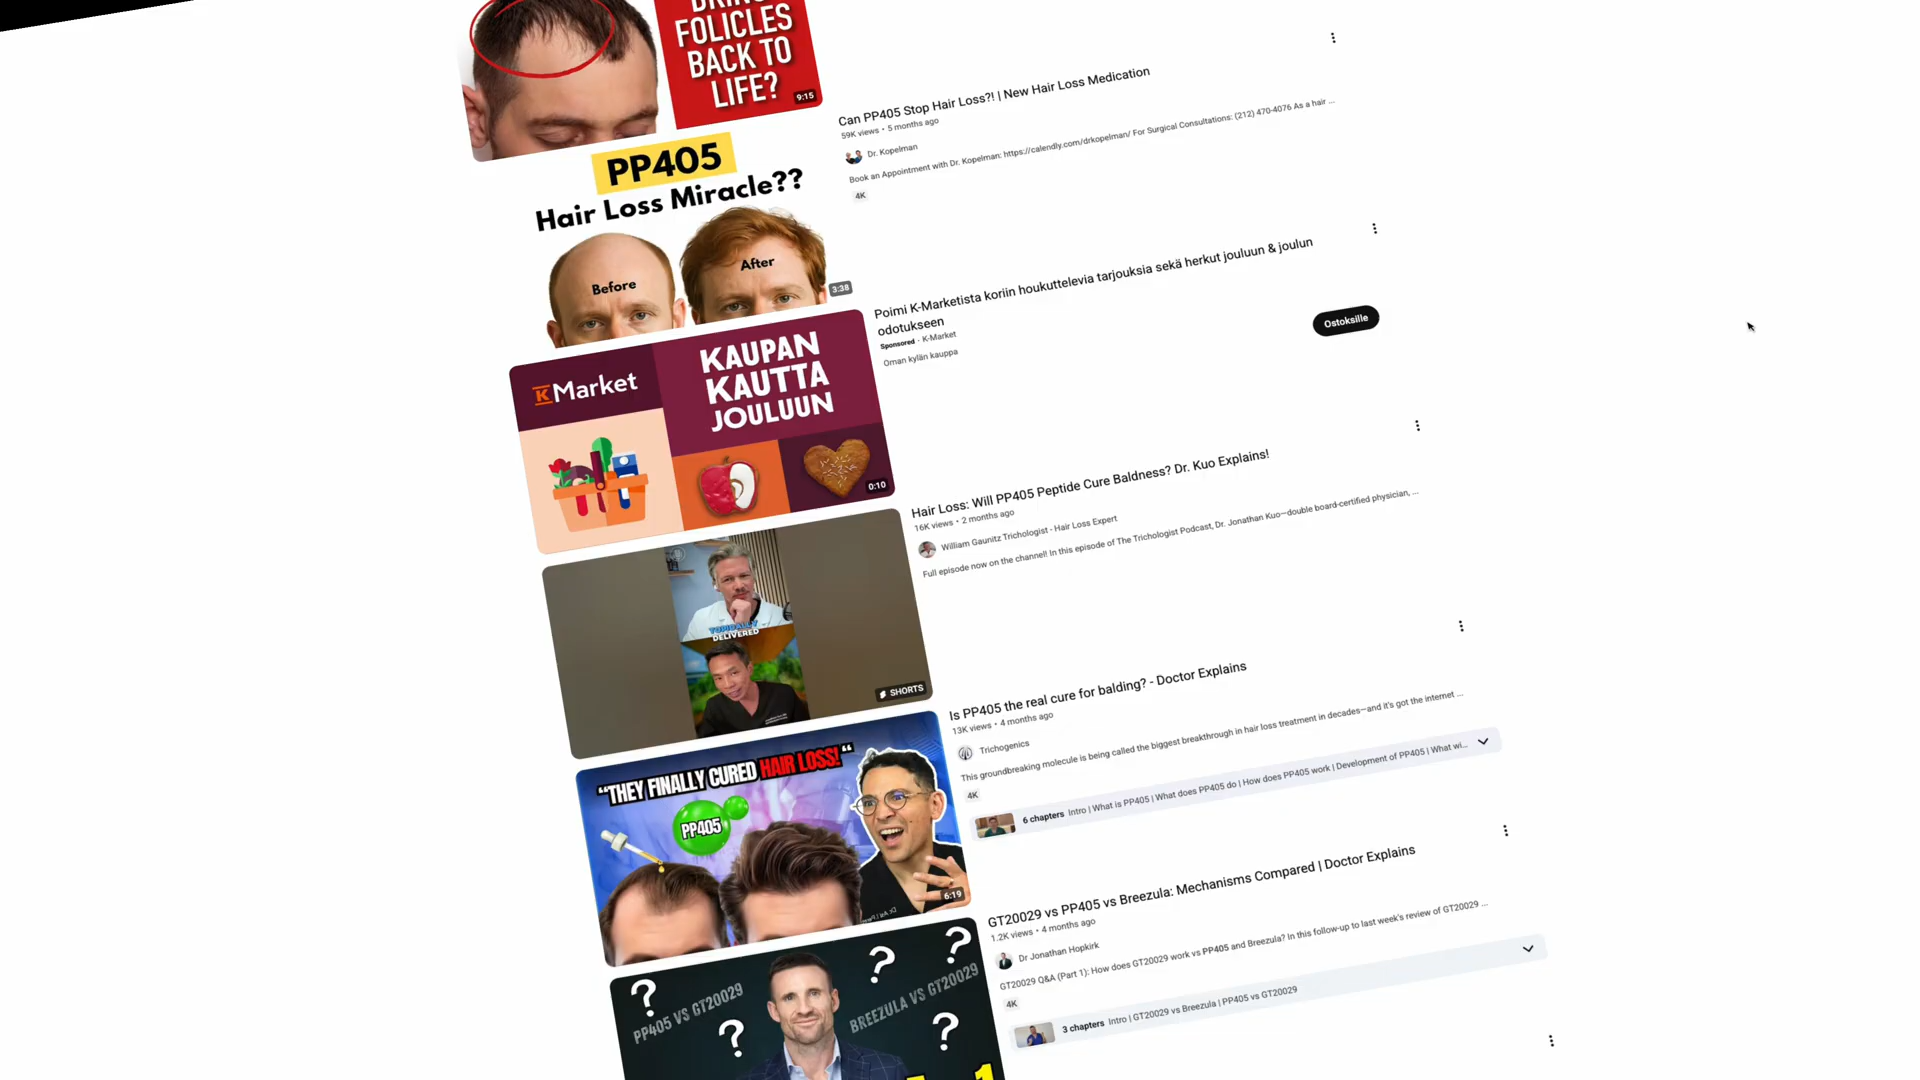 BRING
FOLICLES
BACK TO
LIFE?
9:15
Can PP405 Stop Hair Loss?! | New Hair Loss Medication
59K views • 5 months ago
Dr. Kopelman
Book an Appointment with Dr. Kopelman: https://calendly.com/drkopelman/ For Surgical Consultations: (212) 470-4076 As a hair ...
4K
PP405
Hair Loss Miracle??
Before
After
3:38
Poimi K-Marketista koriin houkuttelevia tarjouksia sekä herkut jouluun & joulun
odotukseen
Sponsored · K-Market
Oman kylän kauppa
Ostoksille
K Market
KAUPAN
KAUTTA
JOULUUN
0:10
Hair Loss: Will PP405 Peptide Cure Baldness? Dr. Kuo Explains!
16K views • 2 months ago
William Gaunitz Trichologist - Hair Loss Expert
Full episode now on the channel! In this episode of The Trichologist Podcast, Dr. Jonathan Kuo—double board-certified physician, ...
TOPICALLY
DELIVERED
SHORTS
Is PP405 the real cure for balding? - Doctor Explains
13K views • 4 months ago
Trichogenics
This groundbreaking molecule is being called the biggest breakthrough in hair loss treatment in decades—and it's got the internet ...
4K
6 chapters Intro | What is PP405 | What does PP405 do | How does PP405 work | Development of PP405 | What wi...
“THEY FINALLY CURED HAIR LOSS!“
PP405
6:19
GT20029 vs PP405 vs Breezula: Mechanisms Compared | Doctor Explains
1.2K views • 4 months ago
Dr Jonathan Hopkirk
GT20029 Q&A (Part 1): How does GT20029 work vs PP405 and Breezula? In this follow-up to last week's review of GT20029 ...
4K
3 chapters Intro | GT20029 vs Breezula | PP405 vs GT20029
? ? ?
PP405 VS GT20029
BREEZULA VS GT20029
? ?